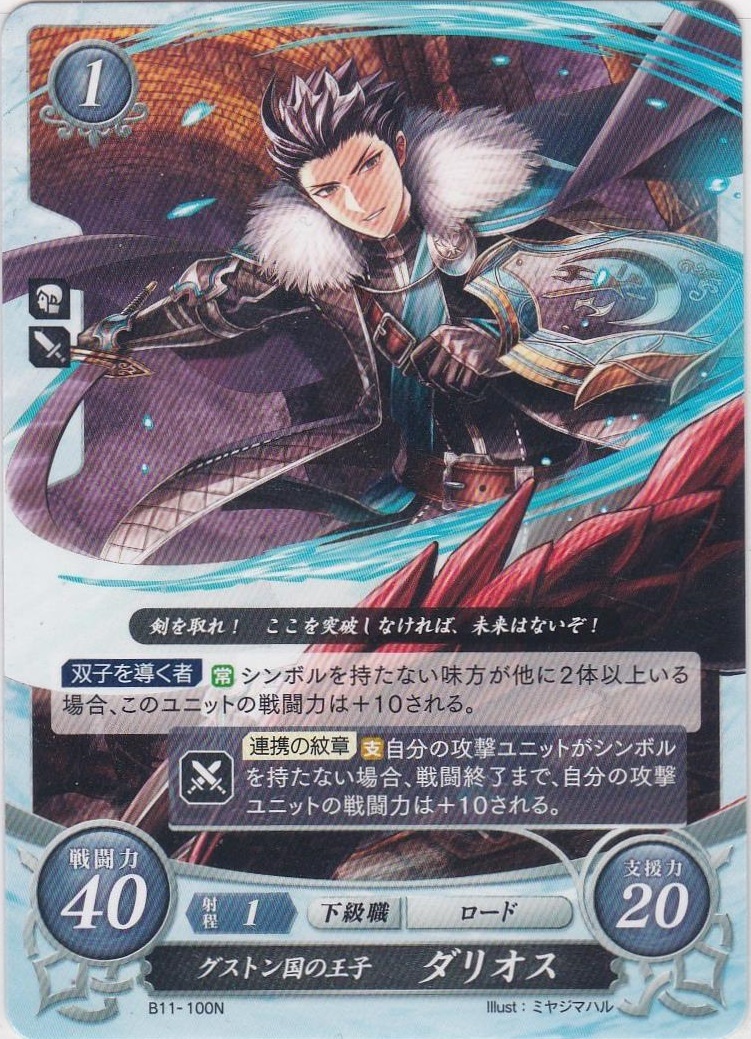 1
剣を取れ！　ここを突破しなければ、未来はないぞ！
双子を導く者 常 シンボルを持たない味方が他に2体以上いる
場合、このユニットの戦闘力は＋10される。
連携の紋章 支 自分の攻撃ユニットがシンボル
を持たない場合、戦闘終了まで、自分の攻撃
ユニットの戦闘力は＋10される。
戦闘力
40
射程 1
下級職 ロード
支援力
20
グストン国の王子 ダリオス
B11-100N
Illust：ミヤジマハル